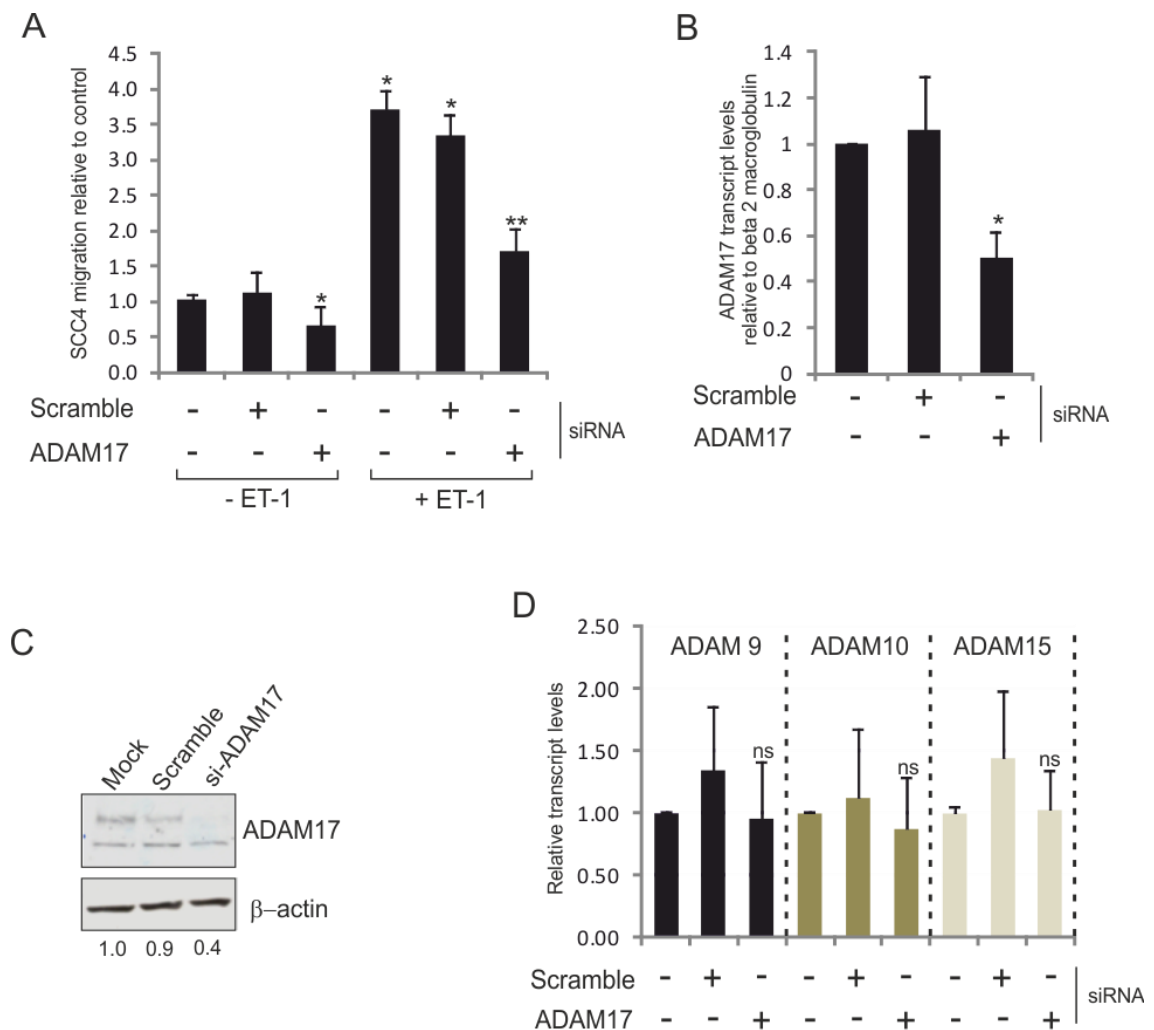 A
SCC4 migration relative to control
4.5
4.0
3.5
3.0
2.5
2.0
1.5
1.0
0.5
0.0
*
*
*
**
Scramble - + - - + -
ADAM17 - - + - - +
siRNA
- ET-1
+ ET-1
B
ADAM17 transcript levels
relative to beta 2 macroglobulin
1.4
1.2
1
0.8
0.6
0.4
0.2
0
*
Scramble - + -
ADAM17 - - +
siRNA
C
Mock
Scramble
si-ADAM17
ADAM17
β–actin
1.0 0.9 0.4
D
Relative transcript levels
2.50
2.00
1.50
1.00
0.50
0.00
ADAM 9
ADAM10
ADAM15
ns
ns
ns
Scramble - + - - + - - + -
ADAM17 - - + - - + - - +
siRNA